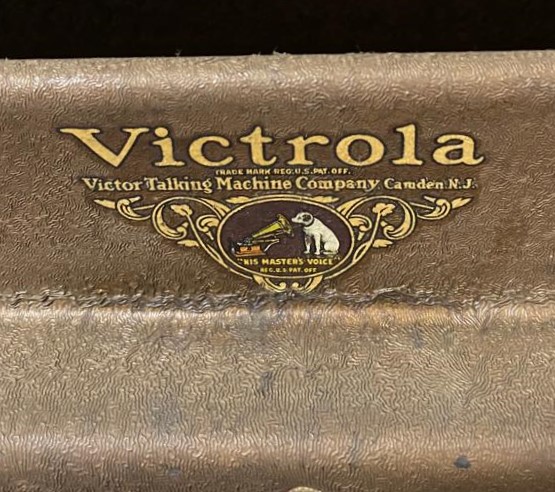 Victrola
TRADE MARK REG. U.S. PAT. OFF.
Victor Talking Machine Company Camden. N.J.
"HIS MASTER'S VOICE"
REG. U.S. PAT. OFF